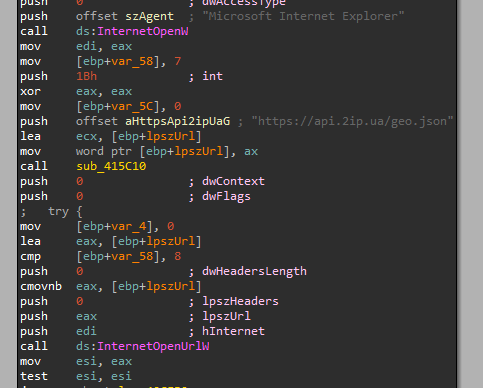 push 0 ; dwAccessType
push offset szAgent ; "Microsoft Internet Explorer"
call ds:InternetOpenW
mov edi, eax
mov [ebp+var_58], 7
push 1Bh ; int
xor eax, eax
mov [ebp+var_5C], 0
push offset aHttpsApi2ipUaG ; "https://api.2ip.ua/geo.json"
lea ecx, [ebp+lpszUrl]
mov word ptr [ebp+lpszUrl], ax
call sub_415C10
push 0 ; dwContext
push 0 ; dwFlags
; try {
mov [ebp+var_4], 0
lea eax, [ebp+lpszUrl]
cmp [ebp+var_58], 8
push 0 ; dwHeadersLength
cmovnb eax, [ebp+lpszUrl]
push 0 ; lpszHeaders
push eax ; lpszUrl
push edi ; hInternet
call ds:InternetOpenUrlW
mov esi, eax
test esi, esi